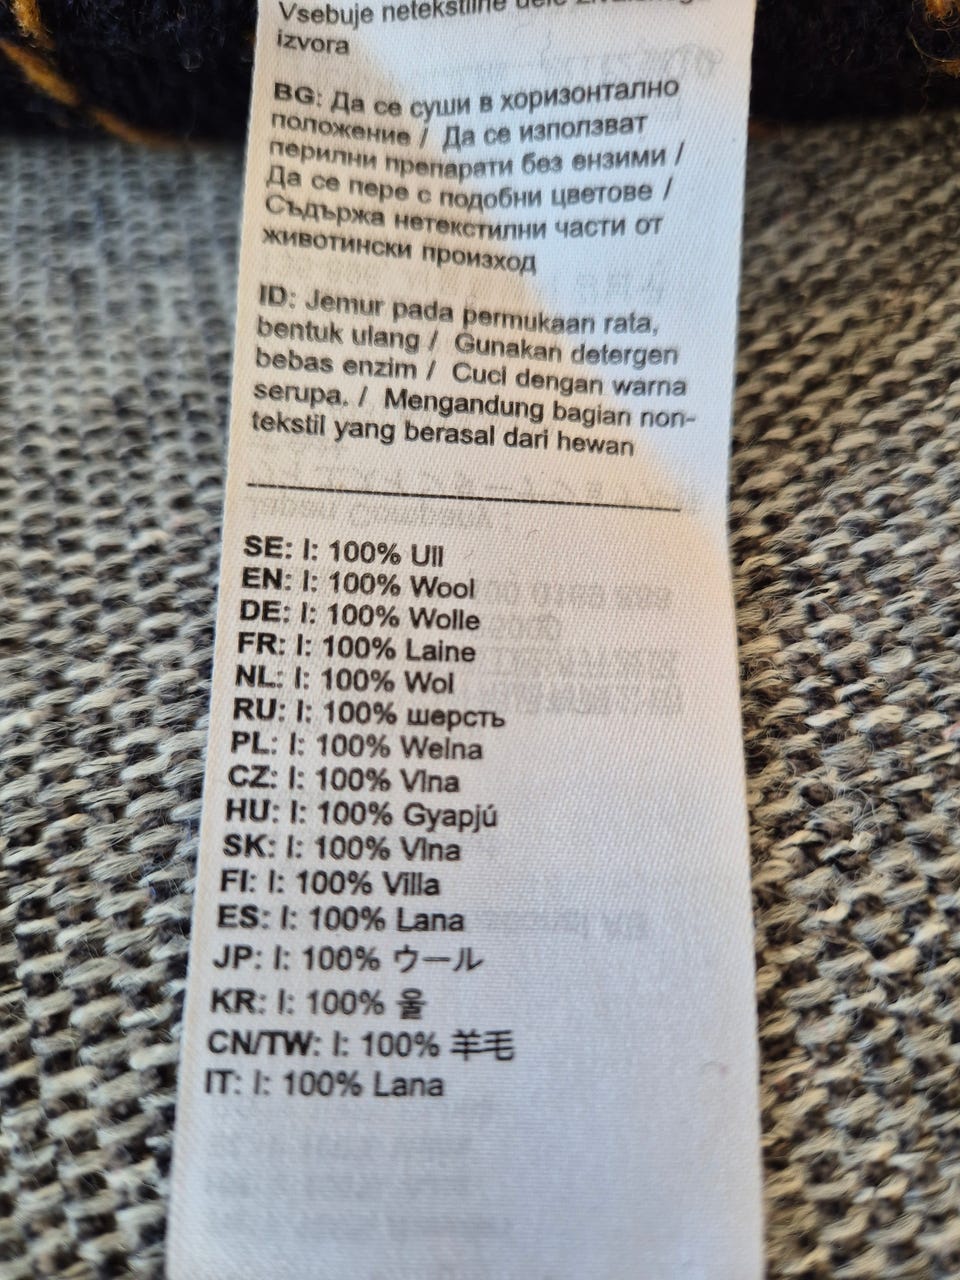 Vsebuje netekstilne dele živalskega
izvora
BG: Да се суши в хоризонтално
положение / Да се използват
перилни препарати без ензими /
Да се пере с подобни цветове /
Съдържа нетекстилни части от
животински произход
ID: Jemur pada permukaan rata,
bentuk ulang / Gunakan detergen
bebas enzim / Cuci dengan warna
serupa. / Mengandung bagian non-
tekstil yang berasal dari hewan
SE: I: 100% Ull
EN: I: 100% Wool
DE: I: 100% Wolle
FR: I: 100% Laine
NL: I: 100% Wol
RU: I: 100% шерсть
PL: I: 100% Wełna
CZ: I: 100% Vlna
HU: I: 100% Gyapjú
SK: I: 100% Vlna
FI: I: 100% Villa
ES: I: 100% Lana
JP: I: 100% ウール
KR: I: 100% 울
CN/TW: I: 100% 羊毛
IT: I: 100% Lana